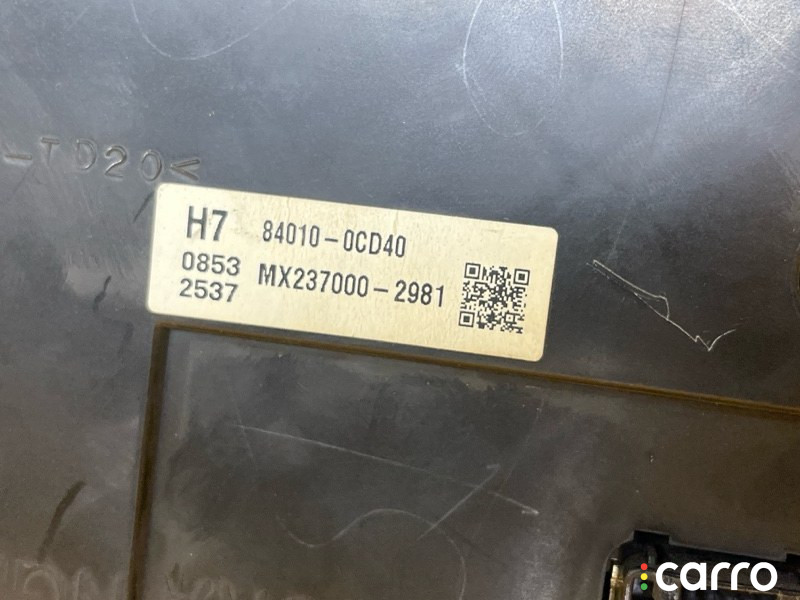 -TD20<
H7 84010-0CD40
0853 MX237000-2981
2537
carro